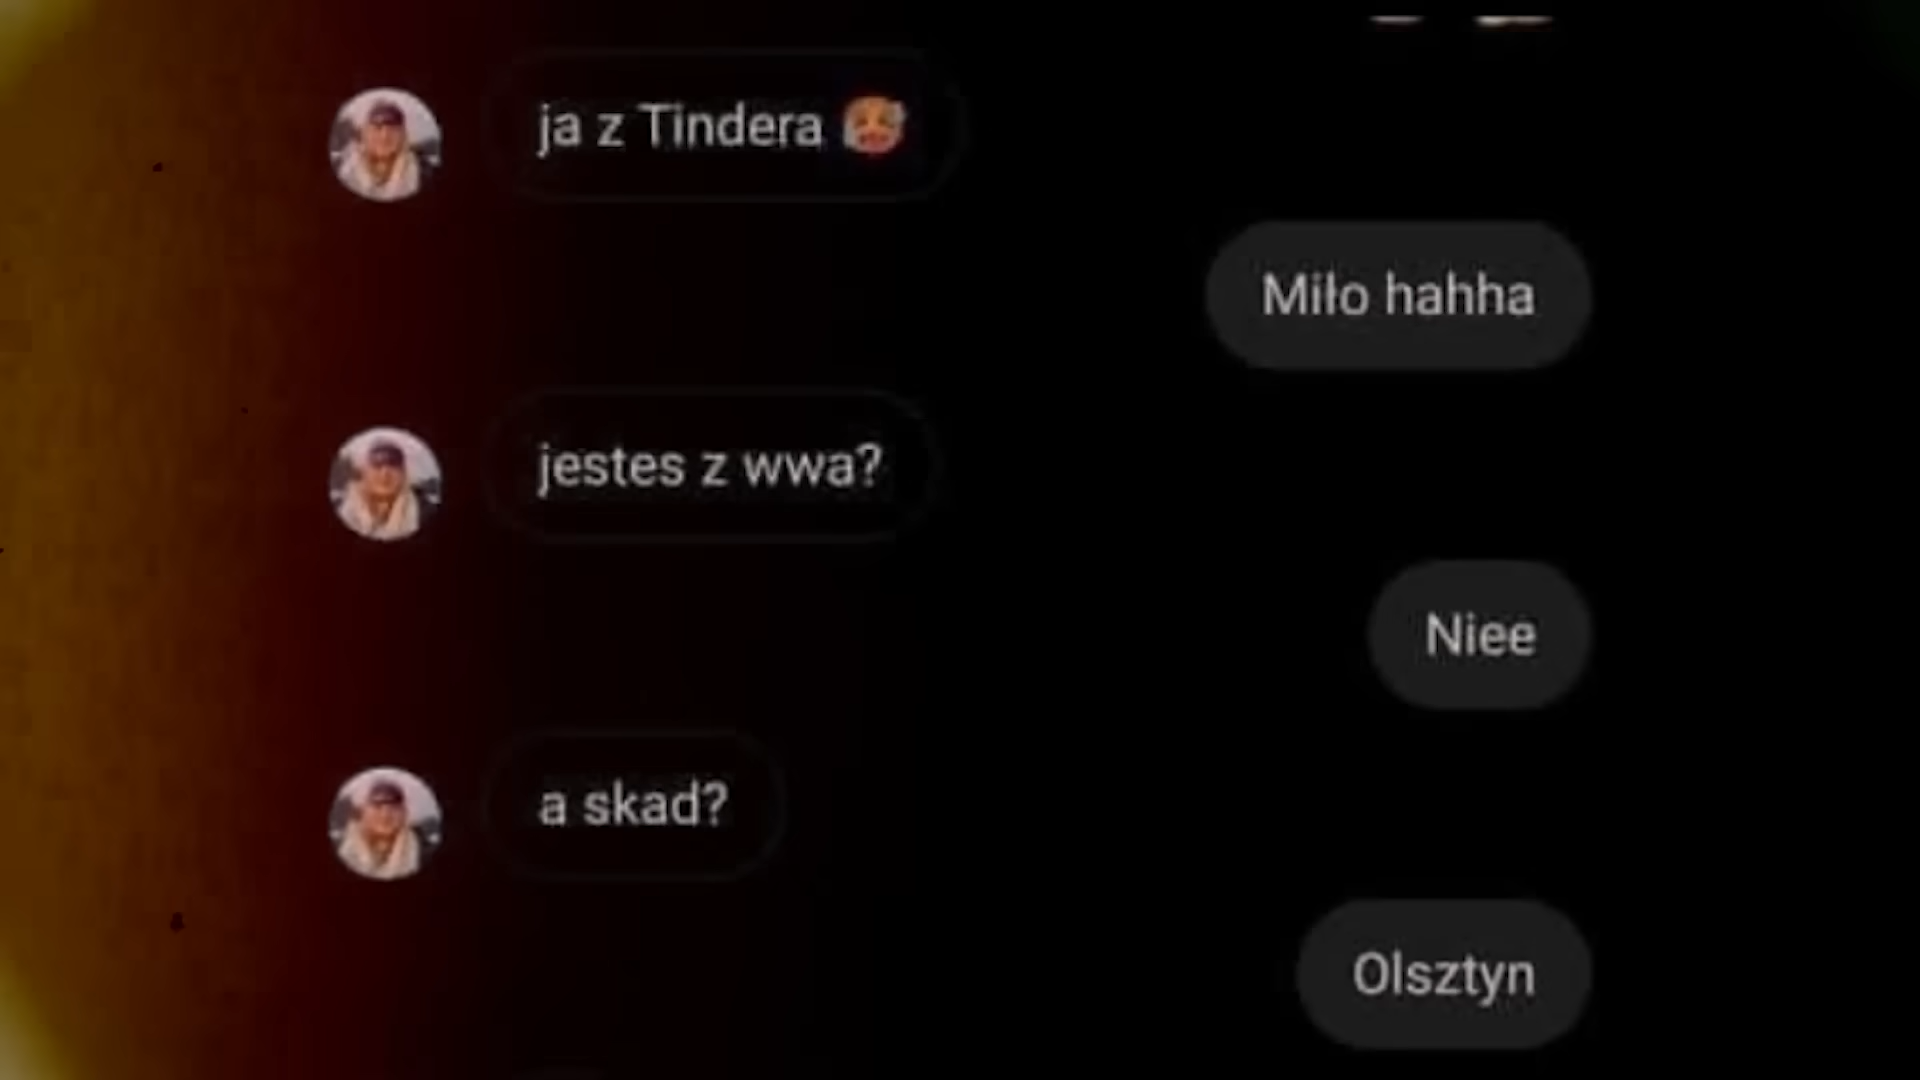 ja z Tindera 🥵
Miło hahha
jestes z wwa?
Niee
a skad?
Olsztyn